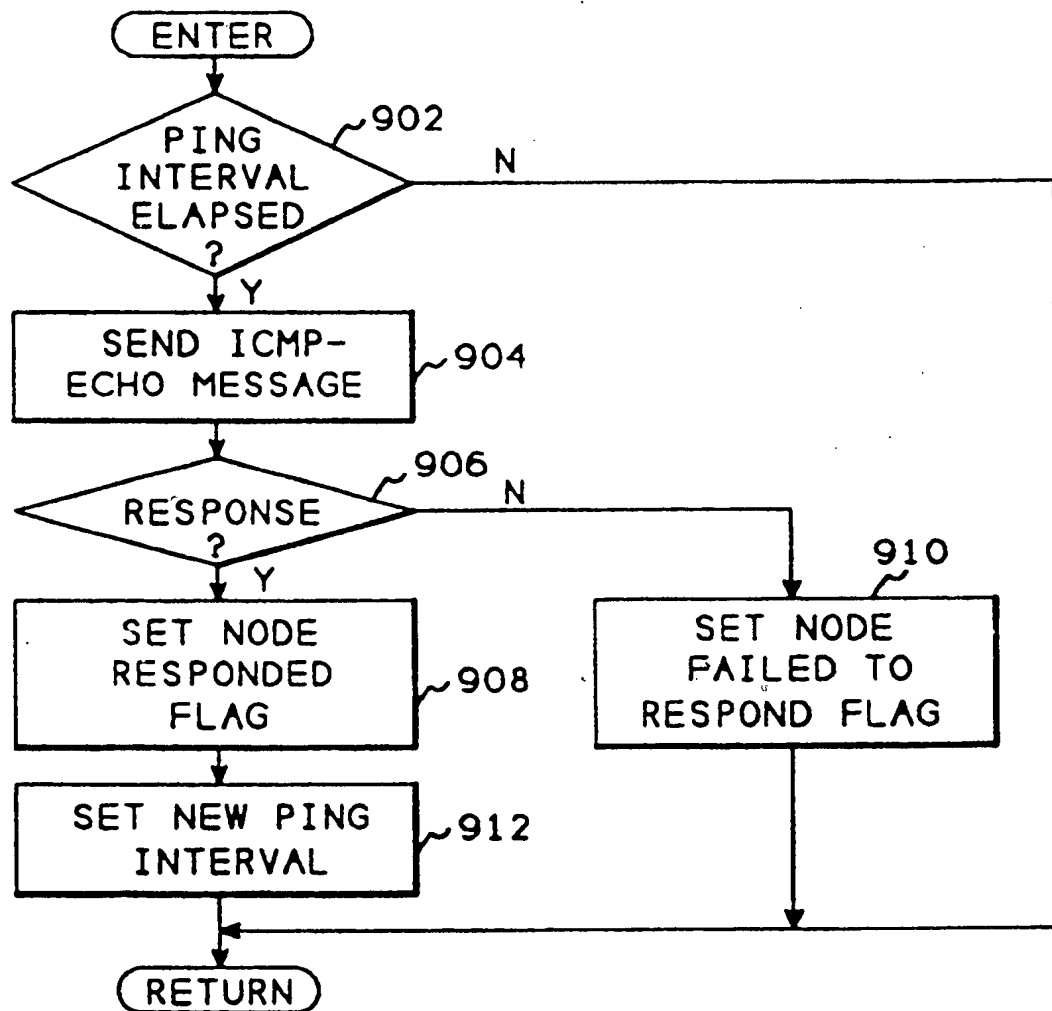 ENTER
902
PING
INTERVAL
ELAPSED
?
N
Y
SEND ICMP-
ECHO MESSAGE
904
906
RESPONSE
?
N
Y
910
SET NODE
RESPONDED
FLAG
908
SET NODE
FAILED TO
RESPOND FLAG
SET NEW PING
INTERVAL
912
RETURN